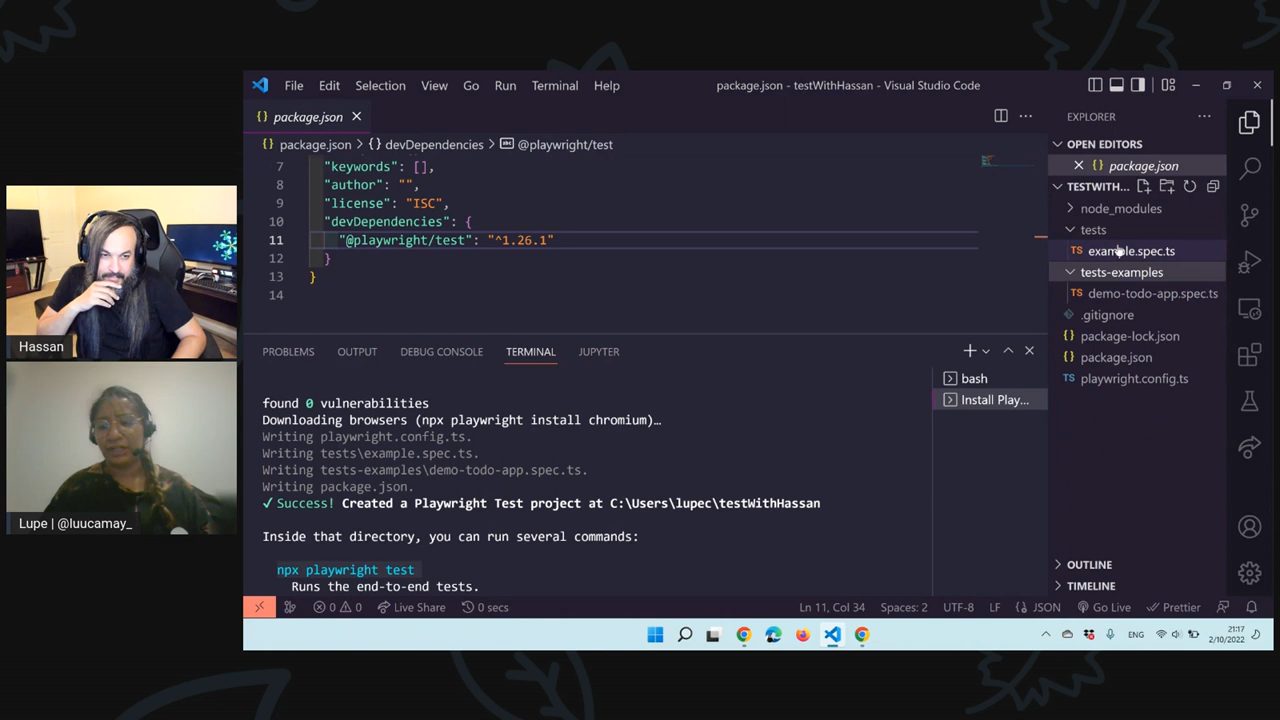 File Edit Selection View Go Run Terminal Help package.json - testWithHassan - Visual Studio Code
{} package.json
{} package.json > {} devDependencies > @playwright/test
7 "keywords": [],
8 "author": "",
9 "license": "ISC",
10 "devDependencies": {
11 "@playwright/test": "^1.26.1"
12 }
13 }
14
PROBLEMS OUTPUT DEBUG CONSOLE TERMINAL JUPYTER
found 0 vulnerabilities
Downloading browsers (npx playwright install chromium)…
Writing playwright.config.ts.
Writing tests\example.spec.ts.
Writing tests-examples\demo-todo-app.spec.ts.
Writing package.json.
✓ Success! Created a Playwright Test project at C:\Users\lupec\testWithHassan
Inside that directory, you can run several commands:
npx playwright test
Runs the end-to-end tests.
bash
Install Play...
EXPLORER
OPEN EDITORS
{} package.json
TESTWITH...
node_modules
tests
TS example.spec.ts
tests-examples
TS demo-todo-app.spec.ts
.gitignore
{} package-lock.json
{} package.json
TS playwright.config.ts
OUTLINE
TIMELINE
0 0 Live Share 0 secs Ln 11, Col 34 Spaces: 2 UTF-8 LF {} JSON Go Live Prettier
ENG 21:17
2/10/2022
Hassan
Lupe | @luucamay_